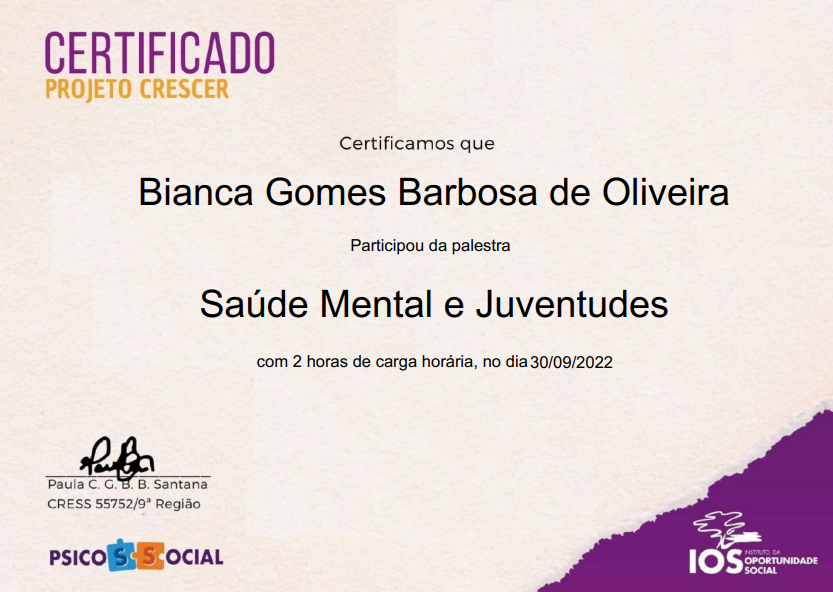 CERTIFICADO
PROJETO CRESCER
Certificamos que
Bianca Gomes Barbosa de Oliveira
Participou da palestra
Saúde Mental e Juventudes
com 2 horas de carga horária, no dia 30/09/2022
Paula C. G. B. B. Santana
CRESS 55752/9ª Região
PSICOSSOCIAL
IOS INSTITUTO DA
OPORTUNIDADE
SOCIAL